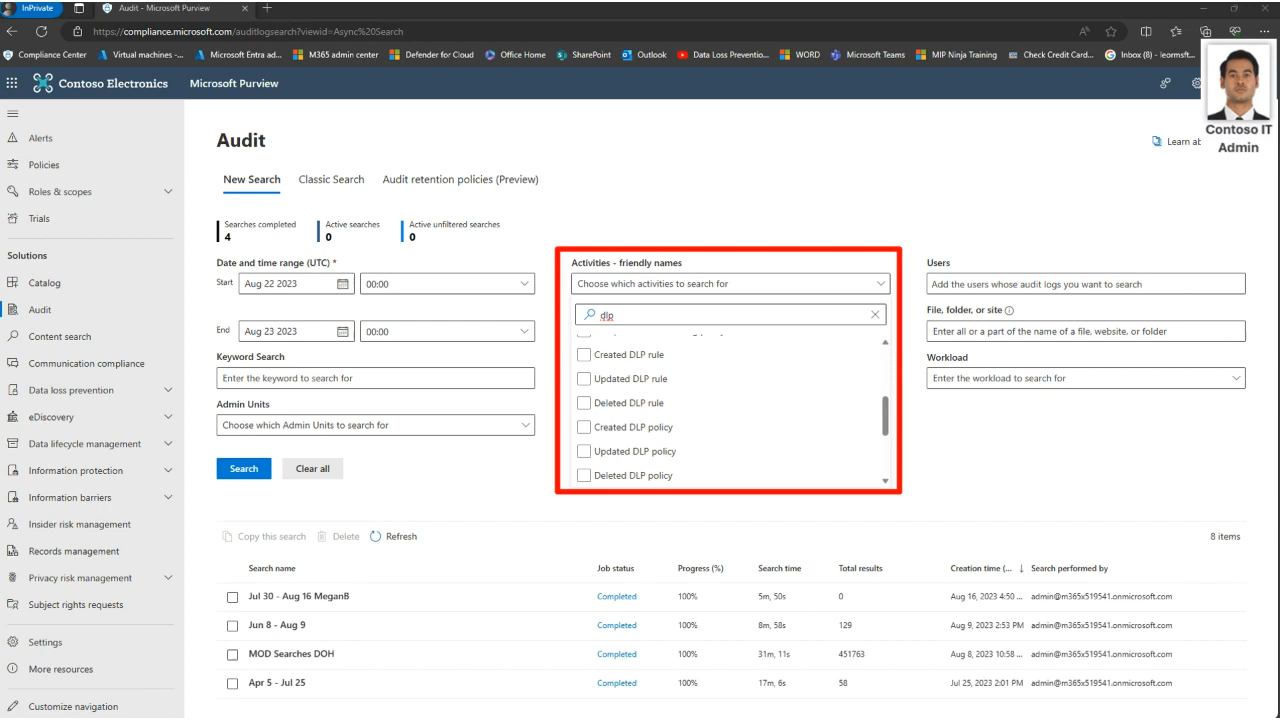 InPrivate
Audit - Microsoft Purview
https://compliance.microsoft.com/auditlogsearch?viewid=Async%20Search
Compliance Center
Virtual machines -...
Microsoft Entra ad...
M365 admin center
Defender for Cloud
Office Home
SharePoint
Outlook
Data Loss Preventio...
WORD
Microsoft Teams
MIP Ninja Training
Check Credit Card...
Inbox (8) - leornsft...
Contoso Electronics
Microsoft Purview
Contoso IT
Admin
Alerts
Policies
Roles & scopes
Trials
Solutions
Catalog
Audit
Content search
Communication compliance
Data loss prevention
eDiscovery
Data lifecycle management
Information protection
Information barriers
Insider risk management
Records management
Privacy risk management
Subject rights requests
Settings
More resources
Customize navigation
Audit
Learn ab
New Search
Classic Search
Audit retention policies (Preview)
Searches completed
4
Active searches
0
Active unfiltered searches
0
Date and time range (UTC) *
Start
Aug 22 2023
00:00
End
Aug 23 2023
00:00
Keyword Search
Enter the keyword to search for
Admin Units
Choose which Admin Units to search for
Search
Clear all
Activities - friendly names
Choose which activities to search for
dlp
Created DLP rule
Updated DLP rule
Deleted DLP rule
Created DLP policy
Updated DLP policy
Deleted DLP policy
Users
Add the users whose audit logs you want to search
File, folder, or site
Enter all or a part of the name of a file, website, or folder
Workload
Enter the workload to search for
Copy this search
Delete
Refresh
8 items
Search name Job status Progress (%) Search time Total results Creation time (... ↓ Search performed by
Jul 30 - Aug 16 MeganB Completed 100% 5m, 50s 0 Aug 16, 2023 4:50 ... admin@m365x519541.onmicrosoft.com
Jun 8 - Aug 9 Completed 100% 8m, 58s 129 Aug 9, 2023 2:53 PM admin@m365x519541.onmicrosoft.com
MOD Searches DOH Completed 100% 31m, 11s 451763 Aug 8, 2023 10:58 ... admin@m365x519541.onmicrosoft.com
Apr 5 - Jul 25 Completed 100% 17m, 6s 58 Jul 25, 2023 2:01 PM admin@m365x519541.onmicrosoft.com